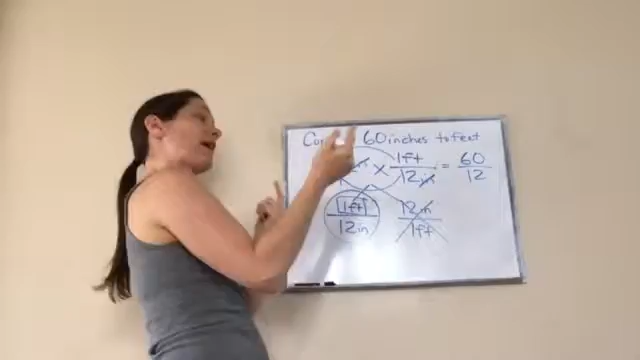 60 inches to feet
× 1ft/12in = 60/12
1ft/12in 12in/1ft